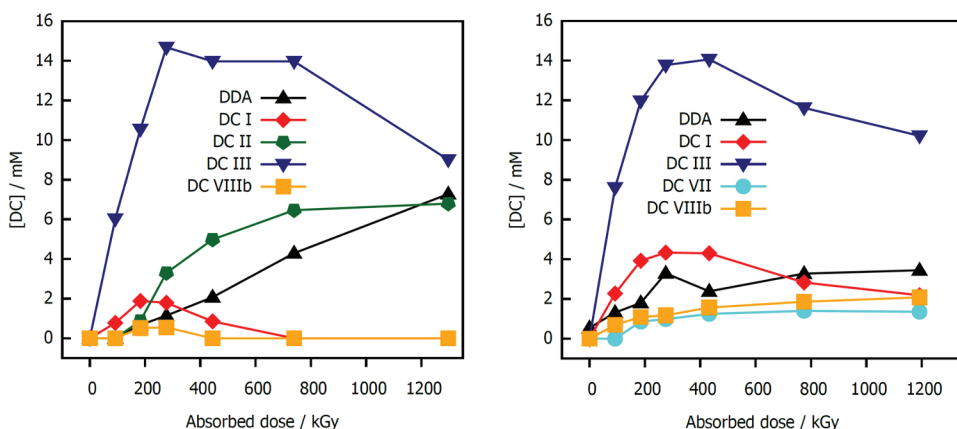 16
14
12
10
8
6
4
2
0
[DC] / mM
DDA
DC I
DC II
DC III
DC VIIIb
0 200 400 600 800 1000 1200
Absorbed dose / kGy
16
14
12
10
8
6
4
2
0
[DC] / mM
DDA
DC I
DC III
DC VII
DC VIIIb
0 200 400 600 800 1000 1200
Absorbed dose / kGy